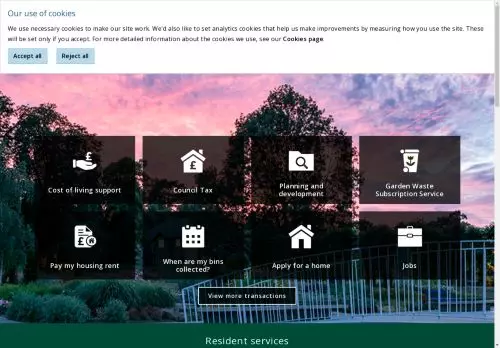 Our use of cookies
We use necessary cookies to make our site work. We'd also like to set analytics cookies that help us make improvements by measuring how you use the site. These
will be set only if you accept. For more detailed information about the cookies we use, see our Cookies page.
Accept all
Reject all
Cost of living support
Council Tax
Planning and
development
Garden Waste
Subscription Service
Pay my housing rent
When are my bins
collected?
Apply for a home
Jobs
View more transactions
Resident services